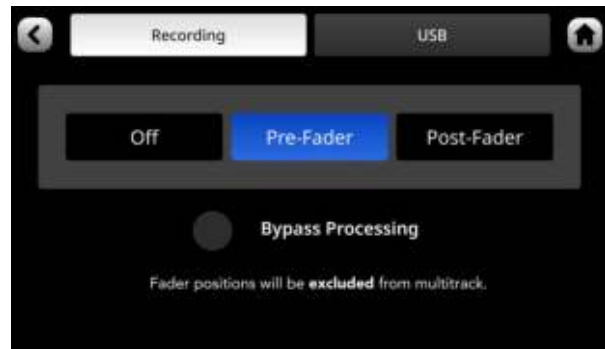 Recording USB
Off Pre-Fader Post-Fader
Bypass Processing
Fader positions will be excluded from multitrack.